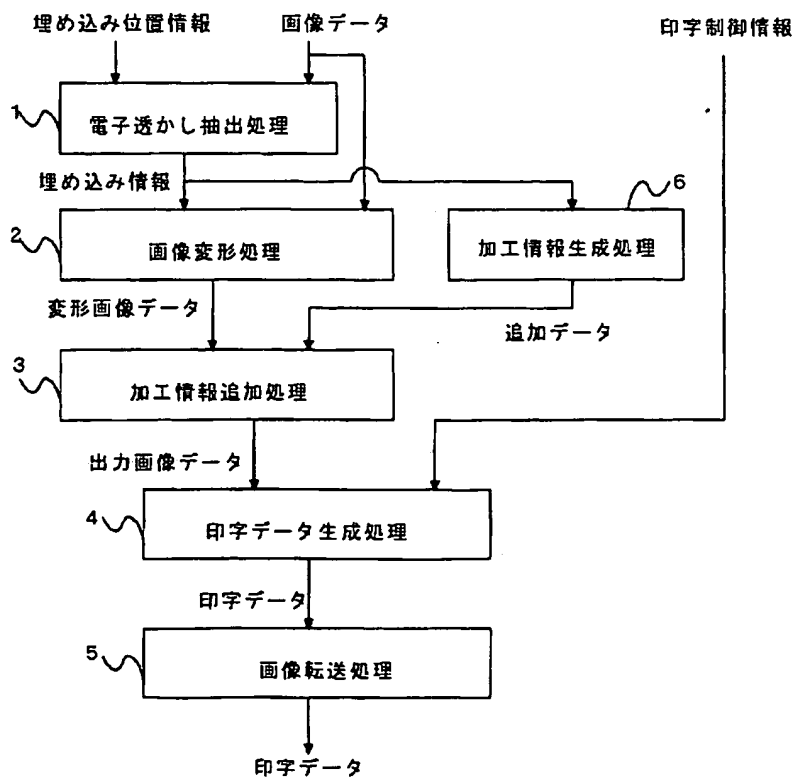 埋め込み位置情報
画像データ
印字制御情報
1
電子透かし抽出処理
埋め込み情報
6
2
画像変形処理
加工情報生成処理
変形画像データ
追加データ
3
加工情報追加処理
出力画像データ
4
印字データ生成処理
印字データ
5
画像転送処理
印字データ